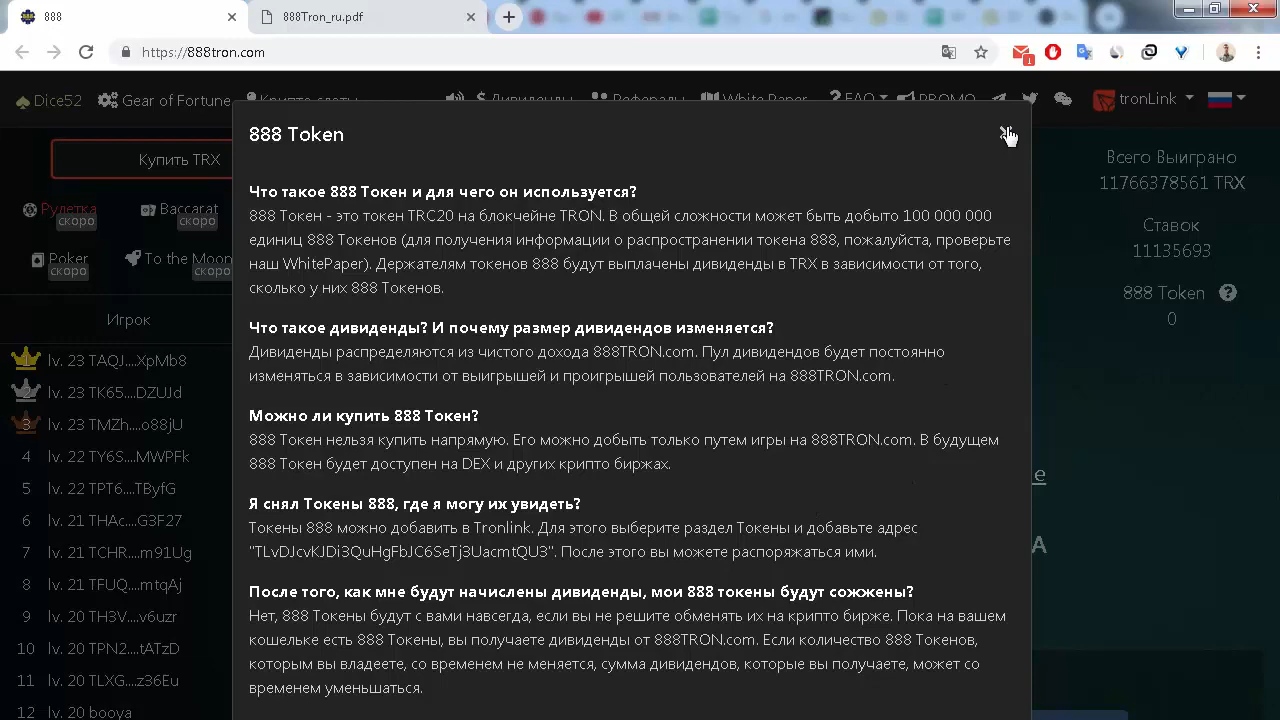 888
888Tron_ru.pdf
https://888tron.com
1
Dice52
Gear of Fortune
Крипто слоты
Дивиденды
Рефералы
White Paper
FAQ
PROMO
tronLink
Купить TRX
Рулетка
скоро
Baccarat
скоро
Poker
скоро
To the Moon
скоро
Игрок
lv. 23 TAQJ....XpMb8
2 lv. 23 TK65....DZUJd
3 lv. 23 TMZh....o88jU
4 lv. 22 TY6S....MWPFk
5 lv. 22 TPT6....TByfG
6 lv. 21 THAc....G3F27
7 lv. 21 TCHR....m91Ug
8 lv. 21 TFUQ....mtqAj
9 lv. 20 TH3V....v6uzr
10 lv. 20 TPN2....tATzD
11 lv. 20 TLXG....z36Eu
12 lv. 20 booya
888 Token
Что такое 888 Токен и для чего он используется?
888 Токен - это токен TRC20 на блокчейне TRON. В общей сложности может быть добыто 100 000 000
единиц 888 Токенов (для получения информации о распространении токена 888, пожалуйста, проверьте
наш WhitePaper). Держателям токенов 888 будут выплачены дивиденды в TRX в зависимости от того,
сколько у них 888 Токенов.
Что такое дивиденды? И почему размер дивидендов изменяется?
Дивиденды распределяются из чистого дохода 888TRON.com. Пул дивидендов будет постоянно
изменяться в зависимости от выигрышей и проигрышей пользователей на 888TRON.com.
Можно ли купить 888 Токен?
888 Токен нельзя купить напрямую. Его можно добыть только путем игры на 888TRON.com. В будущем
888 Токен будет доступен на DEX и других крипто биржах.
Я снял Токены 888, где я могу их увидеть?
Токены 888 можно добавить в Tronlink. Для этого выберите раздел Токены и добавьте адрес
"TLvDJcvKJDi3QuHgFbJC6SeTj3UacmtQU3". После этого вы можете распоряжаться ими.
После того, как мне будут начислены дивиденды, мои 888 токены будут сожжены?
Нет, 888 Токены будут с вами навсегда, если вы не решите обменять их на крипто бирже. Пока на вашем
кошельке есть 888 Токены, вы получаете дивиденды от 888TRON.com. Если количество 888 Токенов,
которым вы владеете, со временем не меняется, сумма дивидендов, которые вы получаете, может со
временем уменьшаться.
Всего Выиграно
11766378561 TRX
Ставок
11135693
888 Token
0
e
A